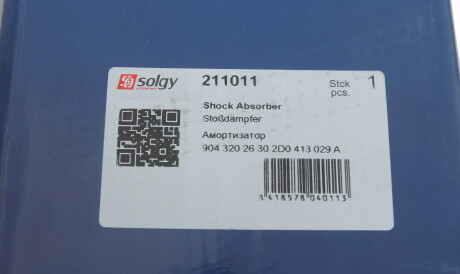 solgy
211011
Stck
pcs. 1
Shock Absorber
Stoßdämpfer
Амортизатор
904 320 26 30 2D0 413 029 A